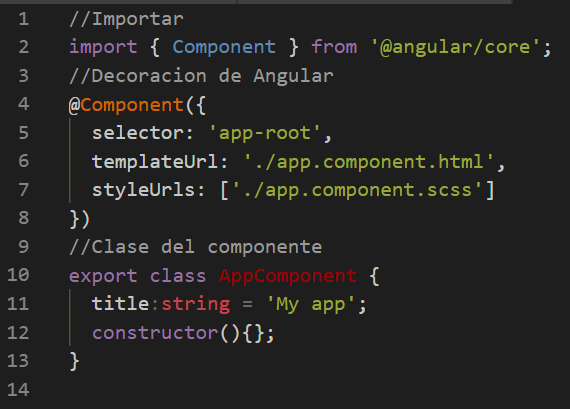 1 //Importar
2 import { Component } from '@angular/core';
3 //Decoracion de Angular
4 @Component({
5   selector: 'app-root',
6   templateUrl: './app.component.html',
7   styleUrls: ['./app.component.scss']
8 })
9 //Clase del componente
10 export class AppComponent {
11   title:string = 'My app';
12   constructor(){};
13 }
14